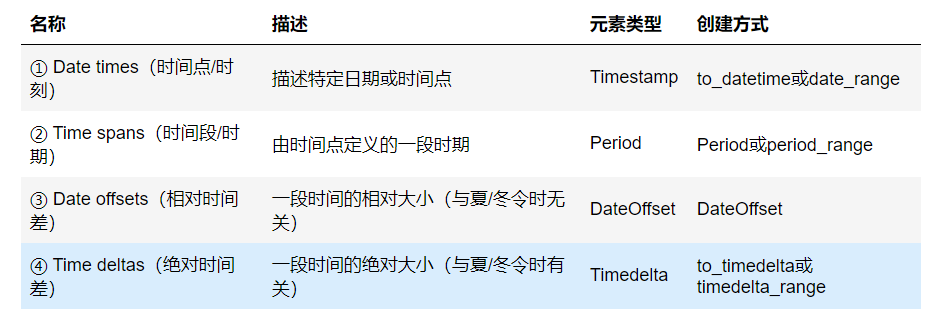 名称 描述 元素类型 创建方式
① Date times（时间点/时刻） 描述特定日期或时间点 Timestamp to_datetime或date_range
② Time spans（时间段/时期） 由时间点定义的一段时期 Period Period或period_range
③ Date offsets（相对时间差） 一段时间的相对大小（与夏/冬令时无关） DateOffset DateOffset
④ Time deltas（绝对时间差） 一段时间的绝对大小（与夏/冬令时有关） Timedelta to_timedelta或timedelta_range